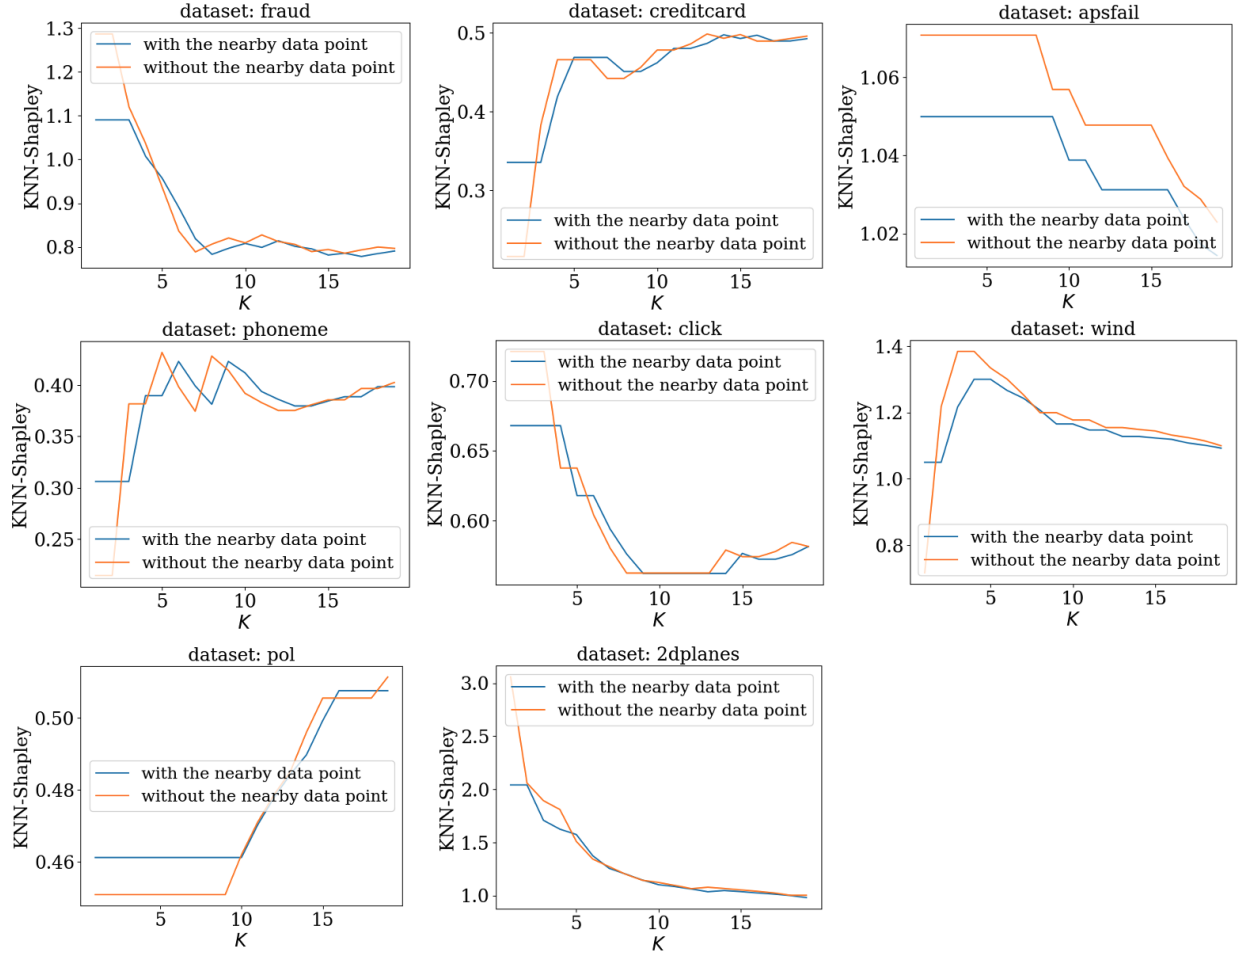 dataset: fraud
1.3
1.2
1.1
1.0
0.9
0.8
KNN-Shapley
with the nearby data point
without the nearby data point
5 10 15
K
dataset: creditcard
0.5
0.4
0.3
KNN-Shapley
with the nearby data point
without the nearby data point
5 10 15
K
dataset: apsfail
1.06
1.04
1.02
KNN-Shapley
with the nearby data point
without the nearby data point
5 10 15
K
dataset: phoneme
0.40
0.35
0.30
0.25
KNN-Shapley
with the nearby data point
without the nearby data point
5 10 15
K
dataset: click
0.70
0.65
0.60
KNN-Shapley
with the nearby data point
without the nearby data point
5 10 15
K
dataset: wind
1.4
1.2
1.0
0.8
KNN-Shapley
with the nearby data point
without the nearby data point
5 10 15
K
dataset: pol
0.50
0.48
0.46
KNN-Shapley
with the nearby data point
without the nearby data point
5 10 15
K
dataset: 2dplanes
3.0
2.5
2.0
1.5
1.0
KNN-Shapley
with the nearby data point
without the nearby data point
5 10 15
K